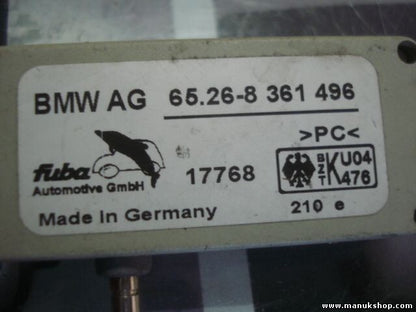 BMW AG 65.26-8 361 496
>PC<
fuba
Automotive GmbH
17768
BZT K U04 476
Made in Germany
210 e
www.manukshop.com